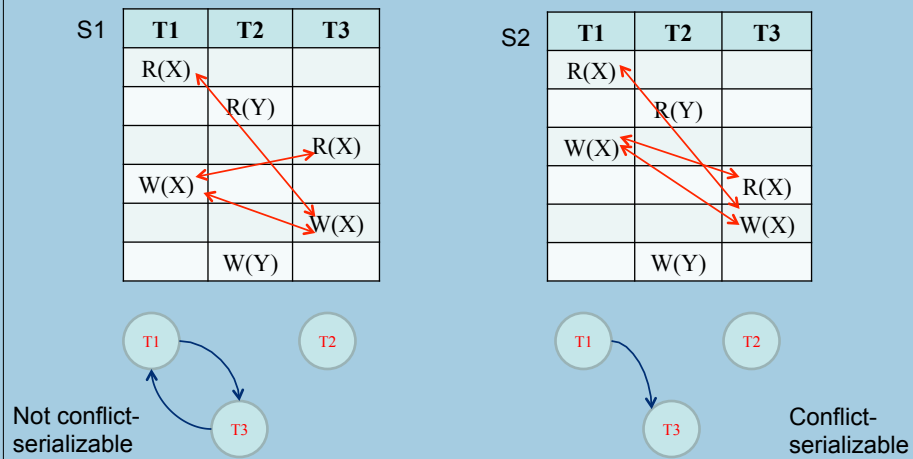 S1
T1 T2 T3
R(X)
R(Y)
R(X)
W(X)
W(X)
W(Y)
T1
T2
T3
Not conflict-
serializable
S2
T1 T2 T3
R(X)
R(Y)
W(X)
R(X)
W(X)
W(Y)
T1
T2
T3
Conflict-
serializable